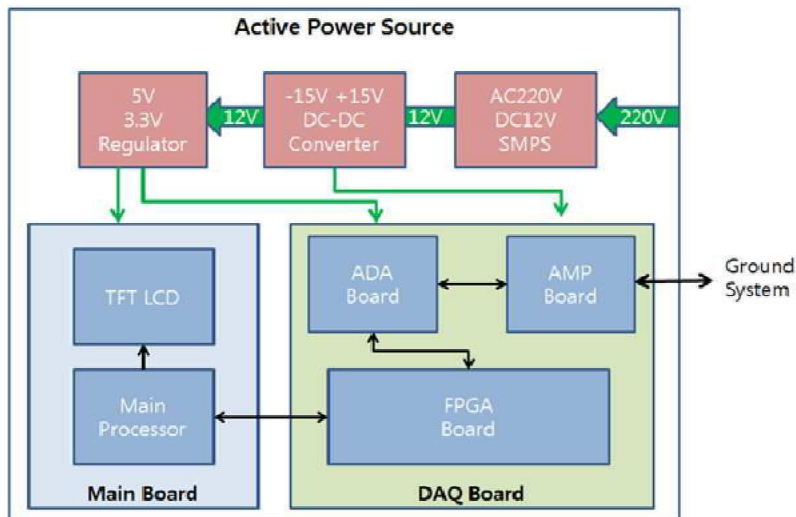 Active Power Source
5V
3.3V
Regulator
12V
-15V +15V
DC-DC
Converter
12V
AC220V
DC12V
SMPS
220V
TFT LCD
Main
Processor
Main Board
ADA
Board
AMP
Board
FPGA
Board
DAQ Board
Ground
System